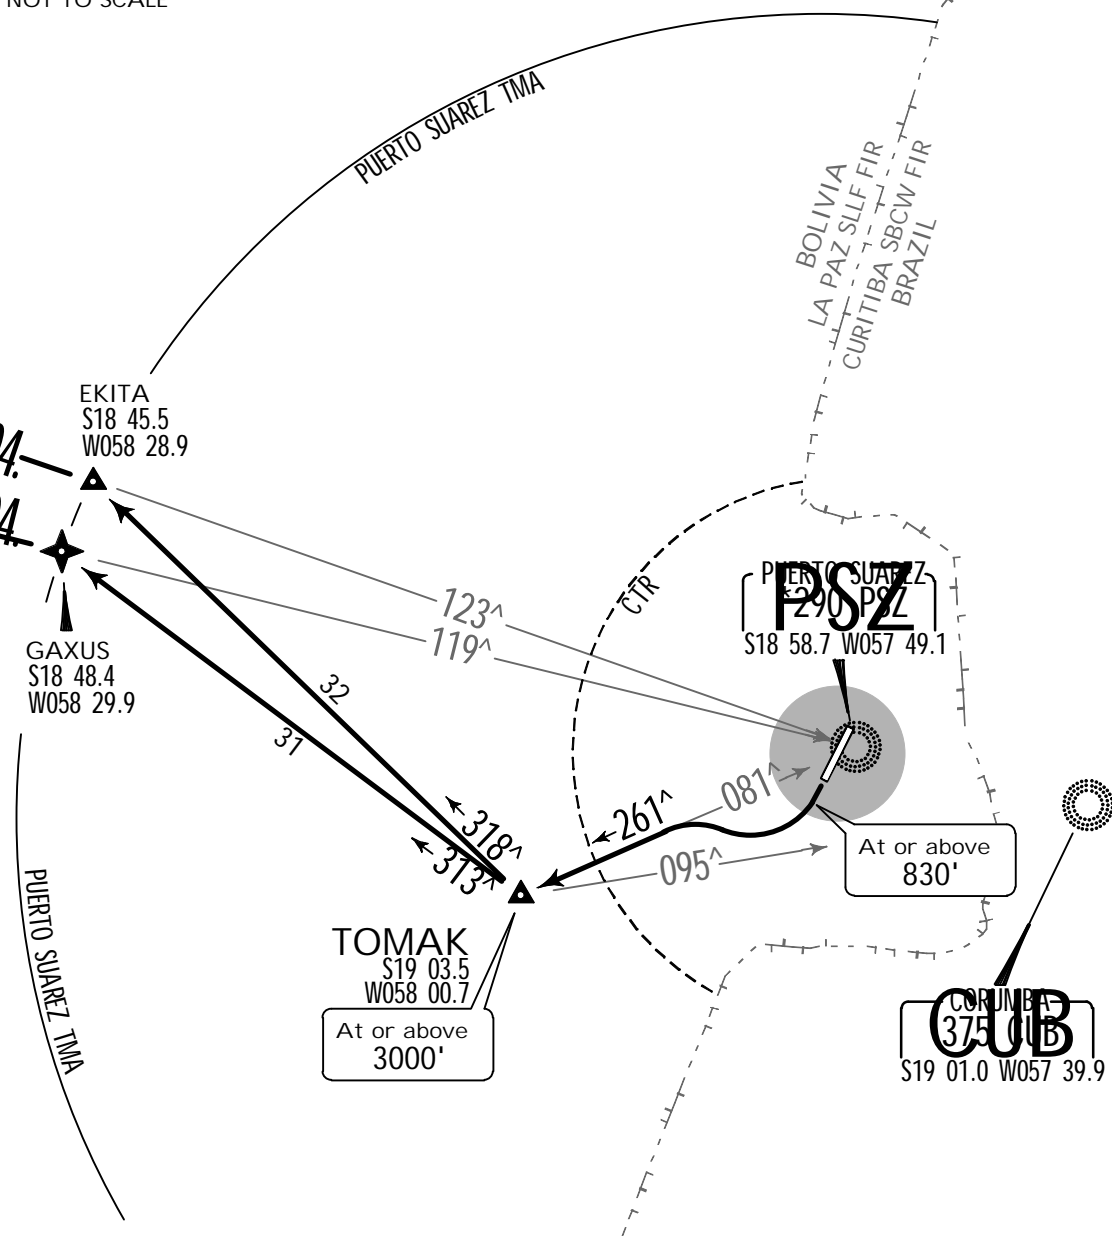 NOT TO SCALE
PUERTO SUAREZ TMA
BOLIVIA
LA PAZ SLLF FIR
CURITIBA SBCW FIR
BRAZIL
EKITA
S18 45.5
W058 28.9
GAXUS
S18 48.4
W058 29.9
123^
119^
CTR
PUERTO SUAREZ
*290 PSZ
PSZ
S18 58.7 W057 49.1
32
31
318^
313^
261^
081^
095^
At or above
830'
TOMAK
S19 03.5
W058 00.7
At or above
3000'
PUERTO SUAREZ TMA
CORUMBA
375 CUB
CUB
S19 01.0 W057 39.9